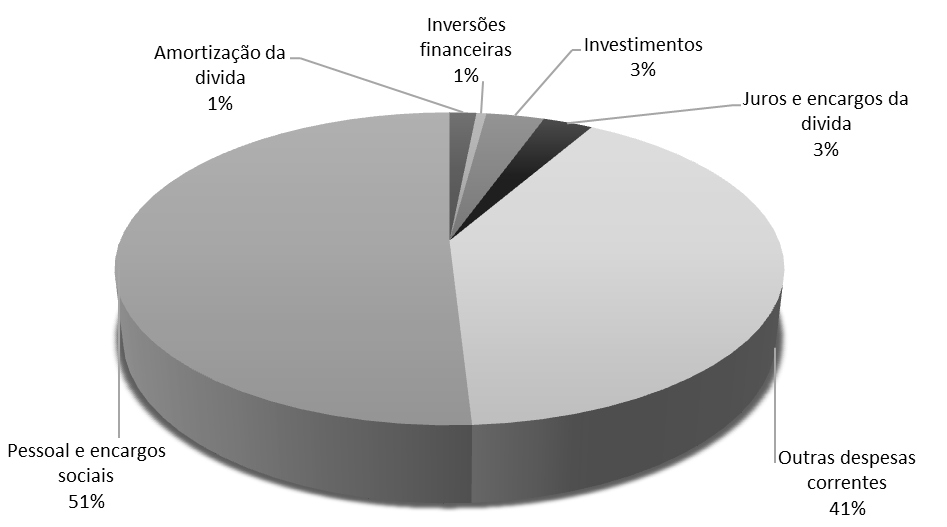 Inversões
financeiras
1%
Amortização da
divida
1%
Investimentos
3%
Juros e encargos da
divida
3%
Pessoal e encargos
sociais
51%
Outras despesas
correntes
41%